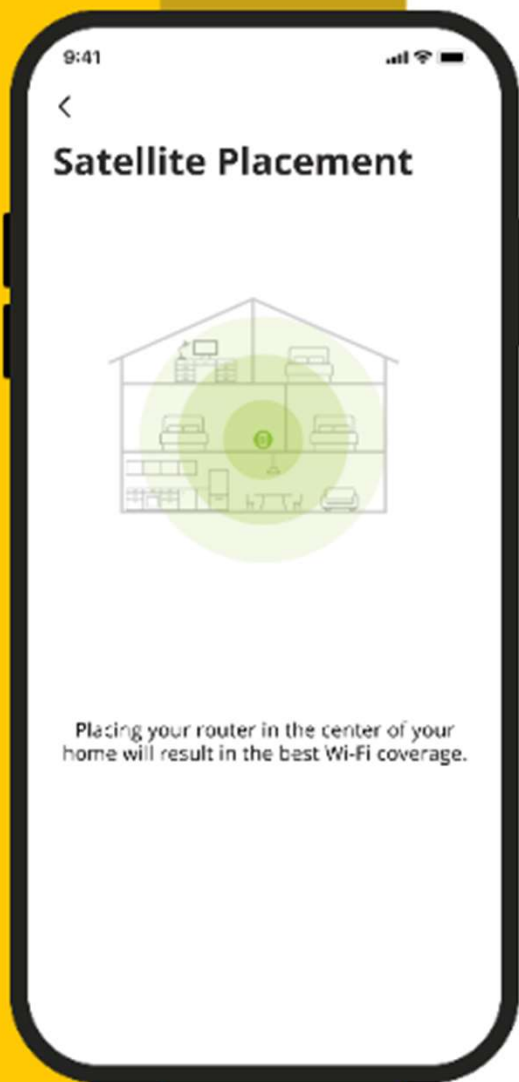 9:41
Satellite Placement
Placing your router in the center of your
home will result in the best Wi-Fi coverage.